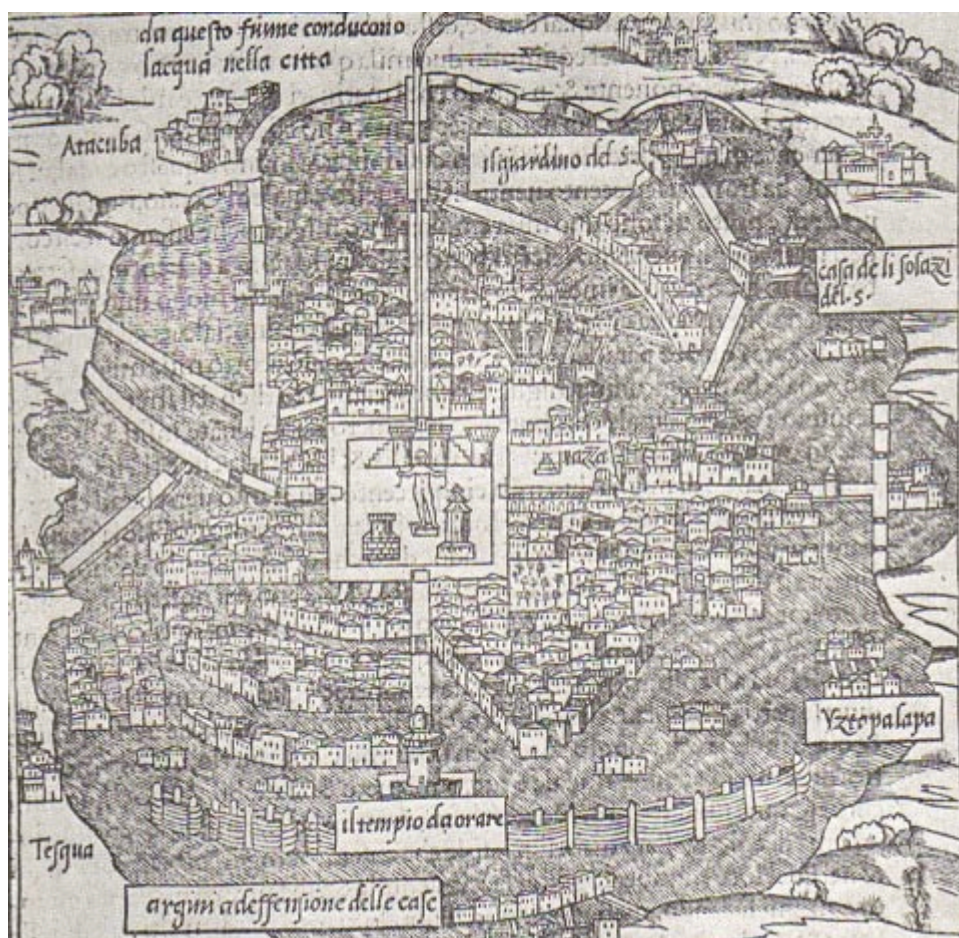 da questo fiume conducono
lacqua nella citta
Atacuba
il giardino del s.
casa de li solazi
del. s.
piaza
Yztopalapa
il tempio da orare
Tesqua
argini a deffensione delle case